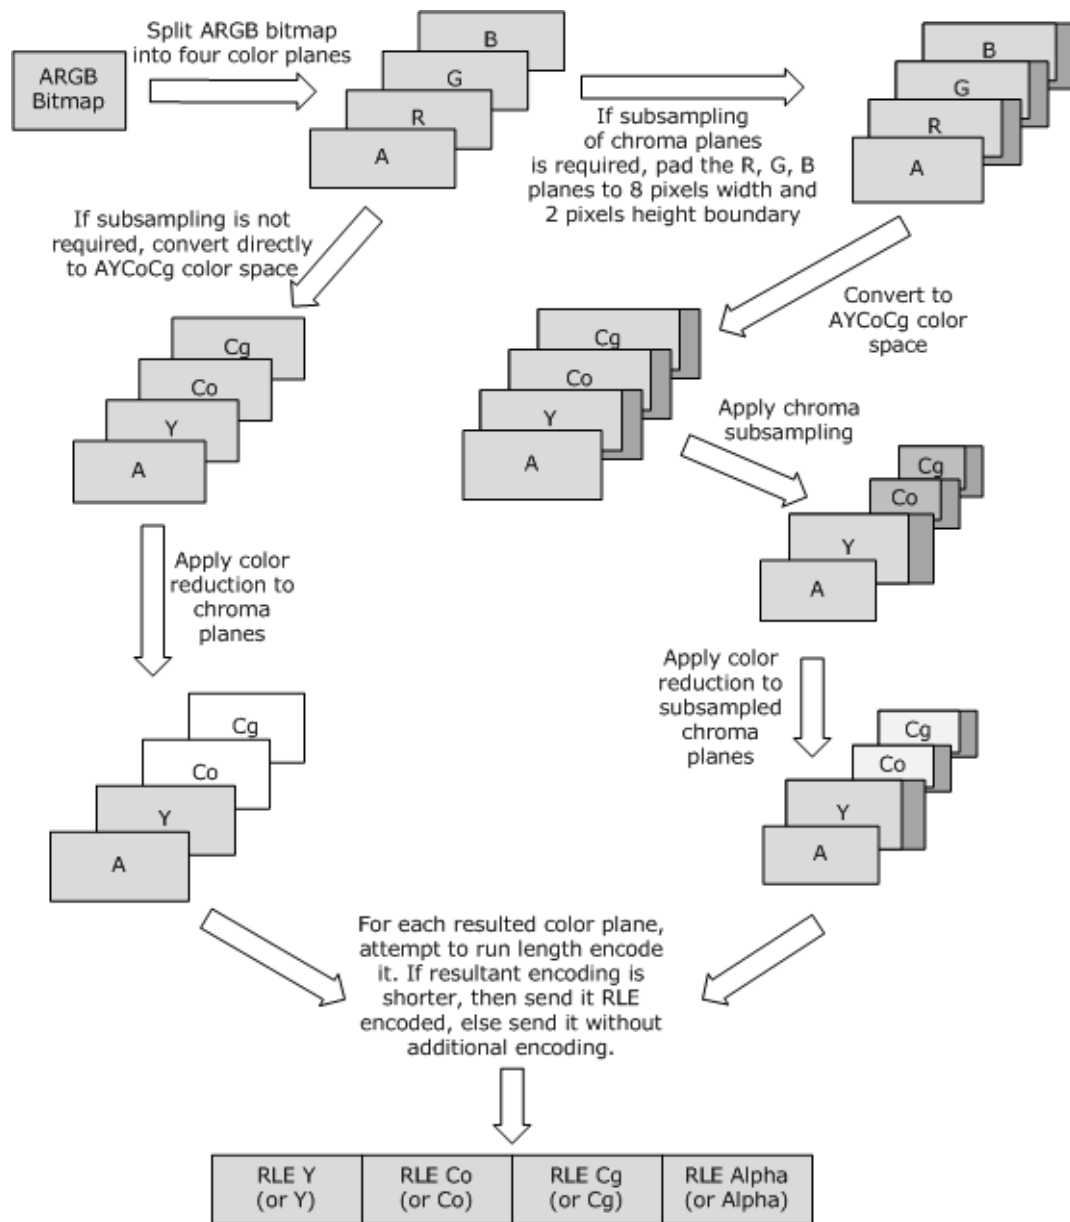 Split ARGB bitmap
into four color planes
ARGB
Bitmap
B
G
R
A
If subsampling
of chroma planes
is required, pad the R, G, B
planes to 8 pixels width and
2 pixels height boundary
B
G
R
A
If subsampling is not
required, convert directly
to AYCoCg color space
Convert to
AYCoCg color
space
Cg
Co
Y
A
Cg
Co
Y
A
Apply chroma
subsampling
Cg
Co
Y
A
Apply color
reduction to
chroma
planes
Apply color
reduction to
subsampled
chroma
planes
Cg
Co
Y
A
Cg
Co
Y
A
For each resulted color plane,
attempt to run length encode
it. If resultant encoding is
shorter, then send it RLE
encoded, else send it without
additional encoding.
RLE Y
(or Y)
RLE Co
(or Co)
RLE Cg
(or Cg)
RLE Alpha
(or Alpha)